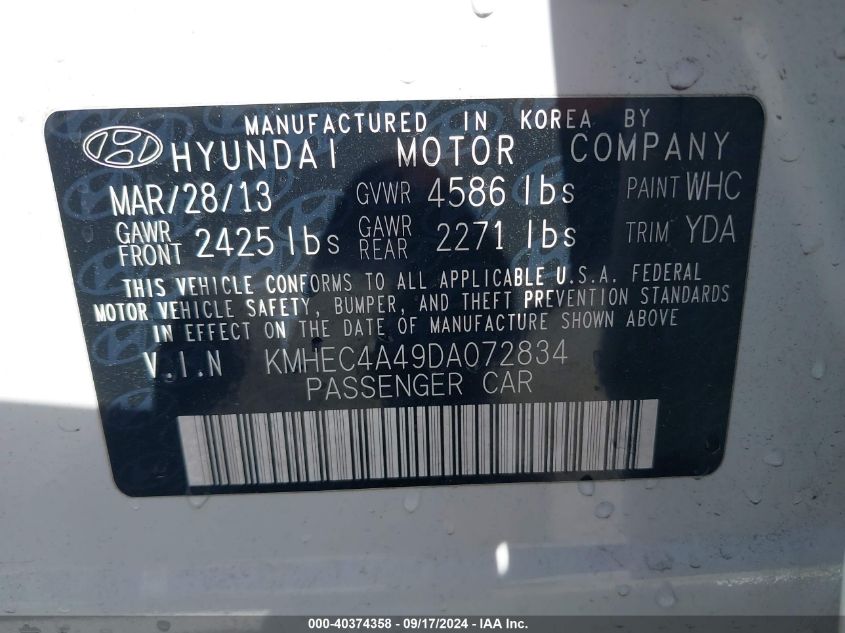 MANUFACTURED IN KOREA BY
HYUNDAI MOTOR COMPANY
MAR/28/13 GVWR 4586 lbs PAINT WHC
GAWR FRONT 2425 lbs GAWR REAR 2271 lbs TRIM YDA
THIS VEHICLE CONFORMS TO ALL APPLICABLE U.S.A. FEDERAL
MOTOR VEHICLE SAFETY, BUMPER, AND THEFT PREVENTION STANDARDS
IN EFFECT ON THE DATE OF MANUFACTURE SHOWN ABOVE
V.I.N KMHEC4A49DA072834
PASSENGER CAR
000-40374358 - 09/17/2024 - IAA Inc.